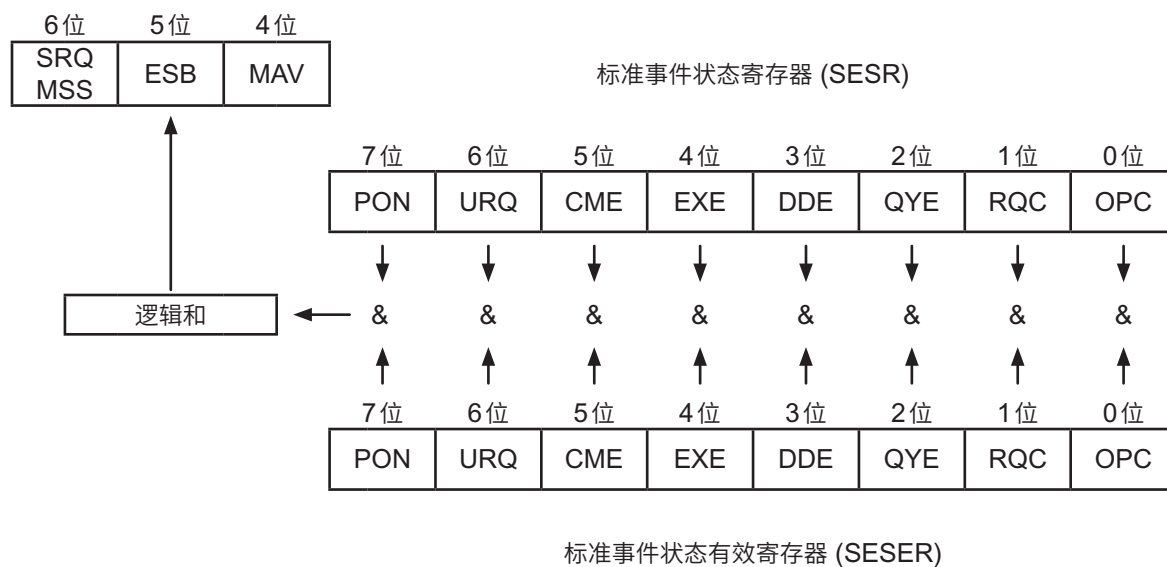 6位 5位 4位
SRQ MSS ESB MAV
标准事件状态寄存器 (SESR)
7位 6位 5位 4位 3位 2位 1位 0位
PON URQ CME EXE DDE QYE RQC OPC
逻辑和 & & & & & & & &
7位 6位 5位 4位 3位 2位 1位 0位
PON URQ CME EXE DDE QYE RQC OPC
标准事件状态有效寄存器 (SESER)